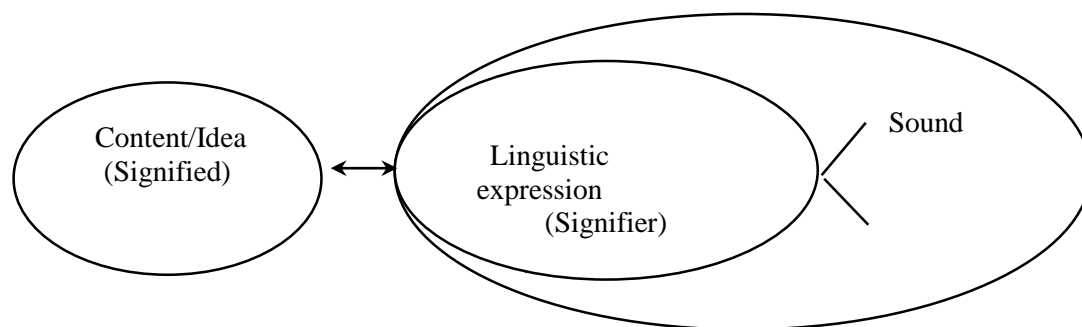 Content/Idea
(Signified)
Linguistic
expression
(Signifier)
Sound